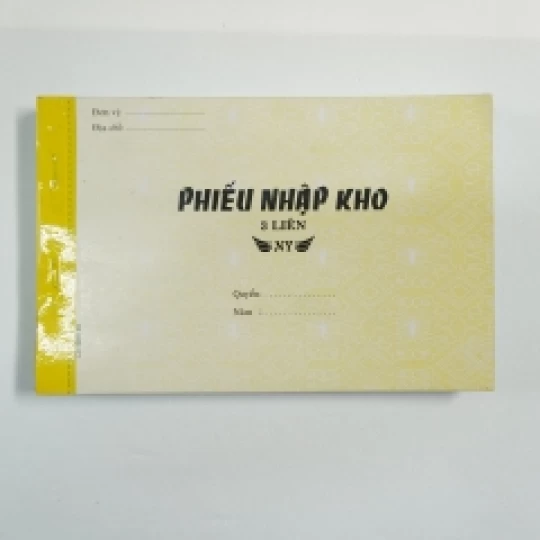 Đơn vị:
Địa chỉ:
PHIẾU NHẬP KHO
3 LIÊN
NY
Quyển:
Năm :